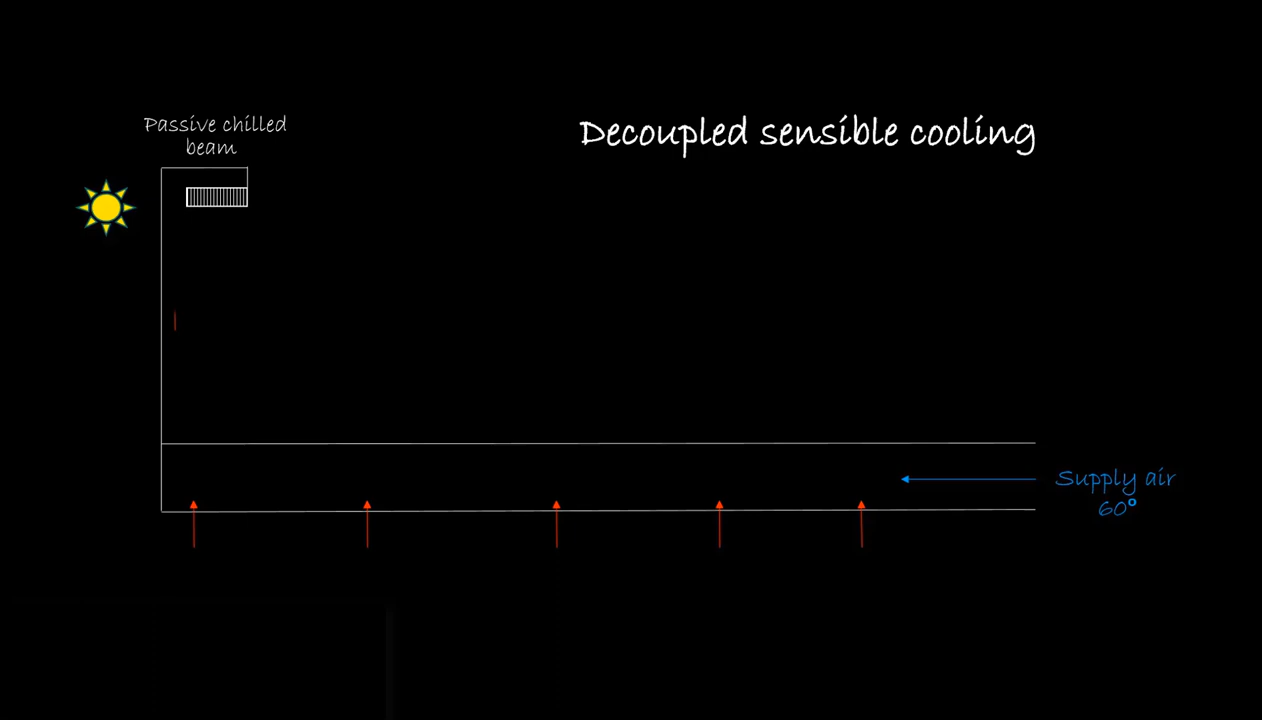 Passive chilled
beam
Decoupled sensible cooling
Supply air
60°